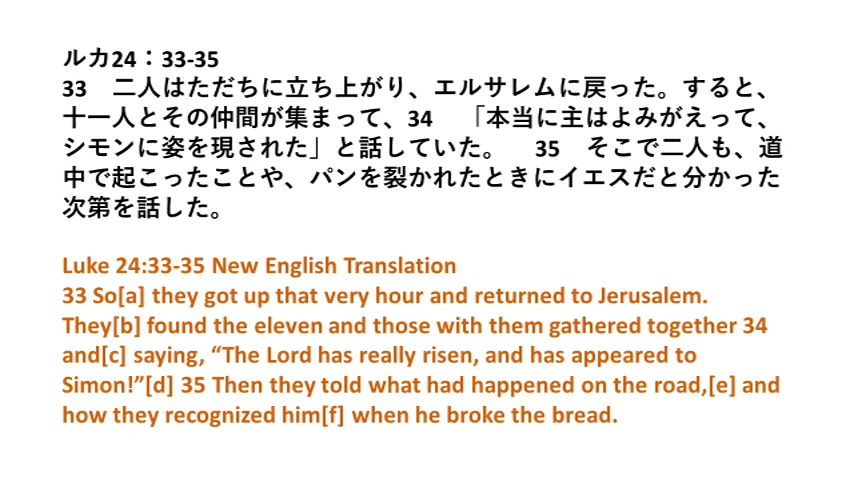 ルカ24：33-35
33　二人はただちに立ち上がり、エルサレムに戻った。すると、
十一人とその仲間が集まって、34　「本当に主はよみがえって、
シモンに姿を現された」と話していた。　35　そこで二人も、道
中で起こったことや、パンを裂かれたときにイエスだと分かった
次第を話した。
Luke 24:33-35 New English Translation
33 So[a] they got up that very hour and returned to Jerusalem.
They[b] found the eleven and those with them gathered together 34
and[c] saying, “The Lord has really risen, and has appeared to
Simon!”[d] 35 Then they told what had happened on the road,[e] and
how they recognized him[f] when he broke the bread.